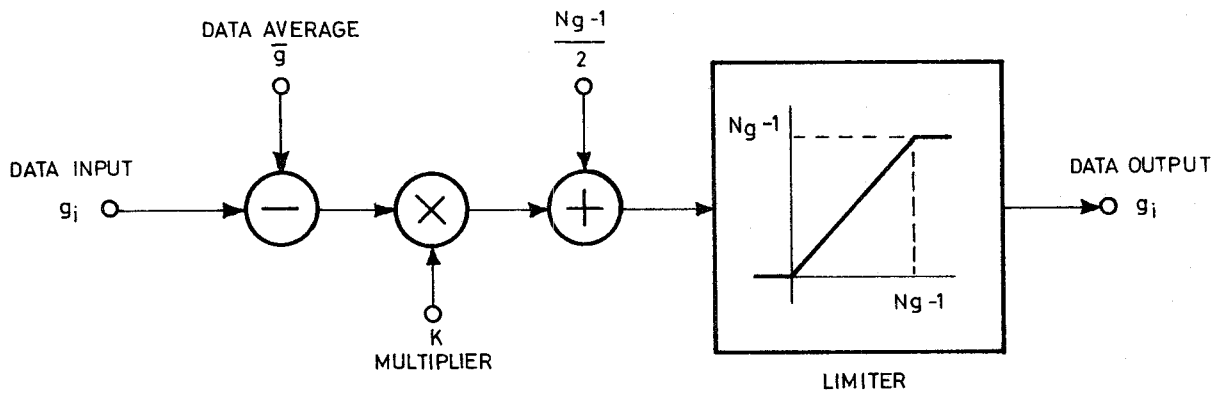 DATA AVERAGE
g̅
Ng-1
2
DATA INPUT
gᵢ
−
×
+
K
MULTIPLIER
Ng-1
Ng-1
LIMITER
DATA OUTPUT
gᵢ